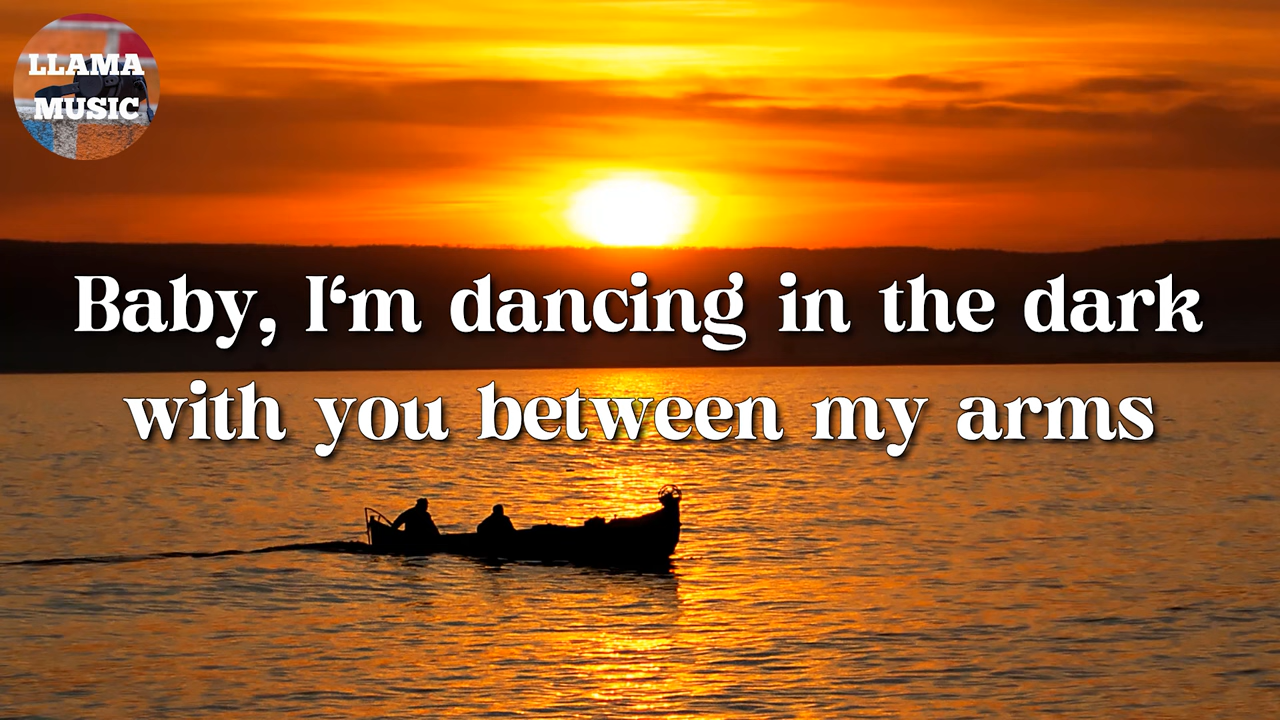 LLAMA
MUSIC
Baby, I‘m dancing in the dark
with you between my arms